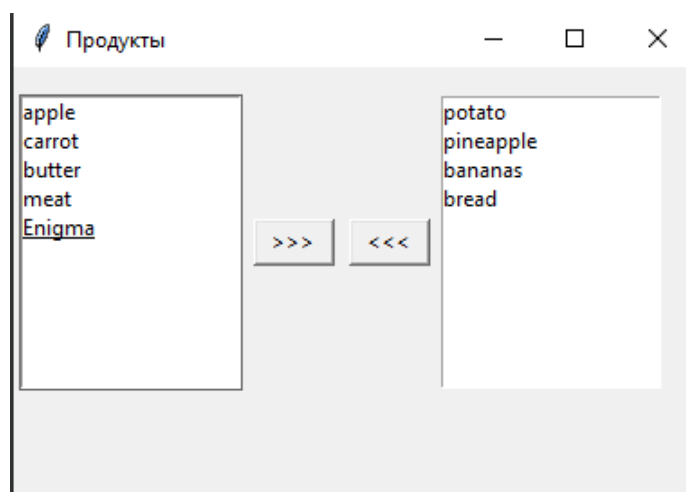 Продукты
apple
carrot
butter
meat
Enigma
>>>
<<<
potato
pineapple
bananas
bread